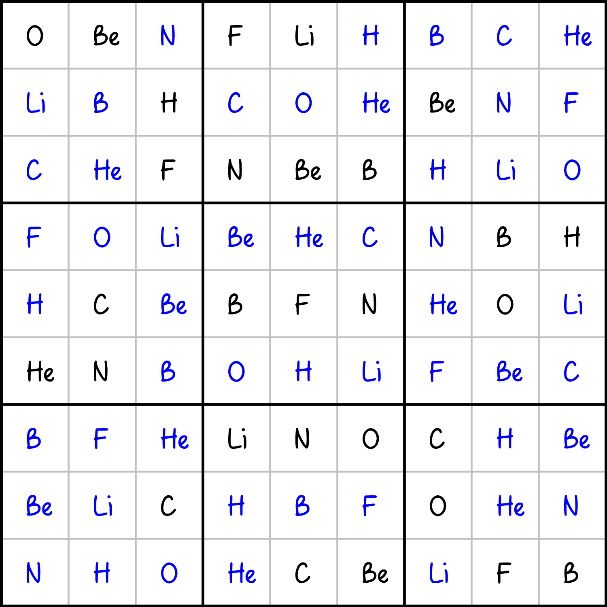 O Be N F Li H B C He
Li B H C O He Be N F
C He F N Be B H Li O
F O Li Be He C N B H
H C Be B F N He O Li
He N B O H Li F Be C
B F He Li N O C H Be
Be Li C H B F O He N
N H O He C Be Li F B